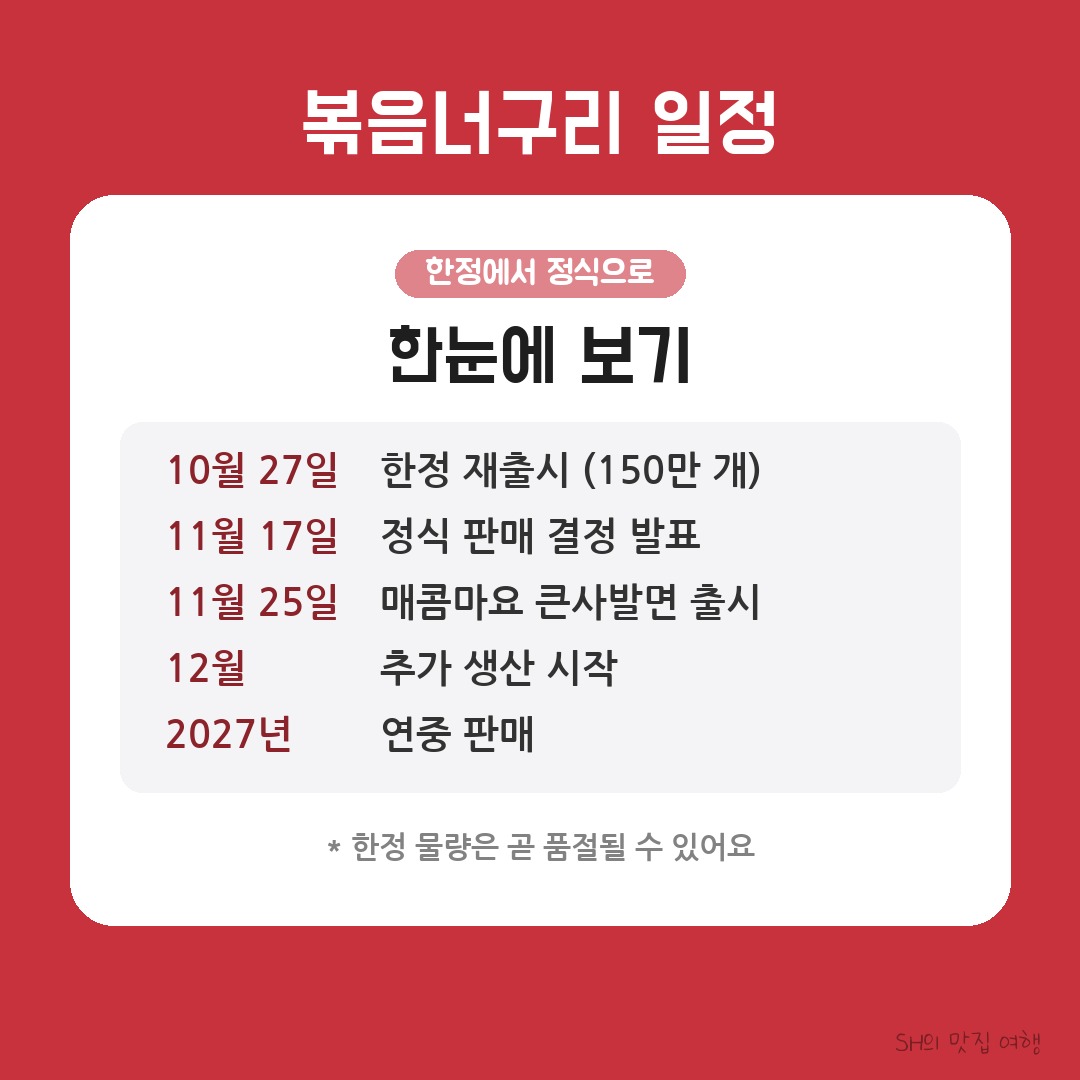 볶음너구리 일정
한정에서 정식으로
한눈에 보기
10월 27일 한정 재출시 (150만 개)
11월 17일 정식 판매 결정 발표
11월 25일 매콤마요 큰사발면 출시
12월 추가 생산 시작
2027년 연중 판매
* 한정 물량은 곧 품절될 수 있어요
SH의 맛집 여행